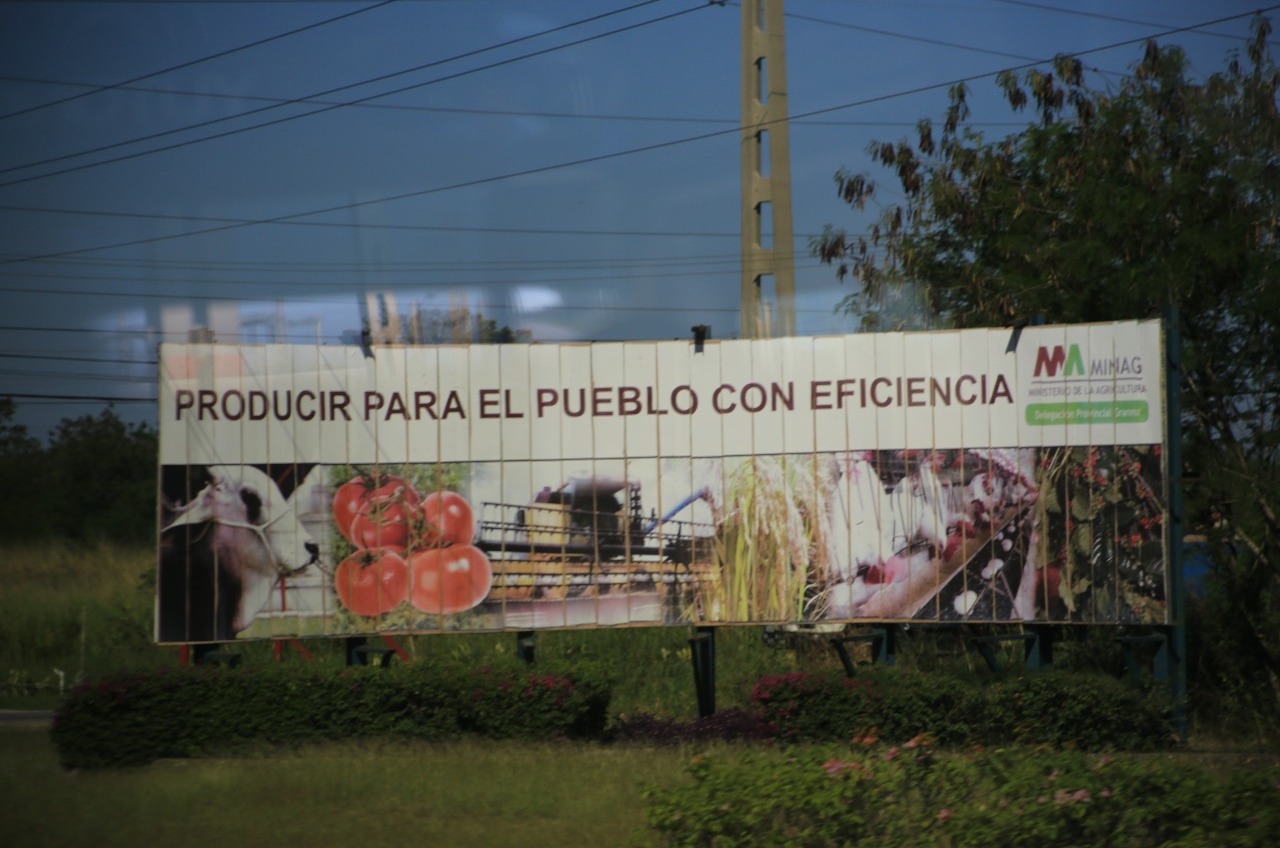 PRODUCIR PARA EL PUEBLO CON EFICIENCIA
MINAG
MINISTERIO DE LA AGRICULTURA
Delegación Provincial Granma